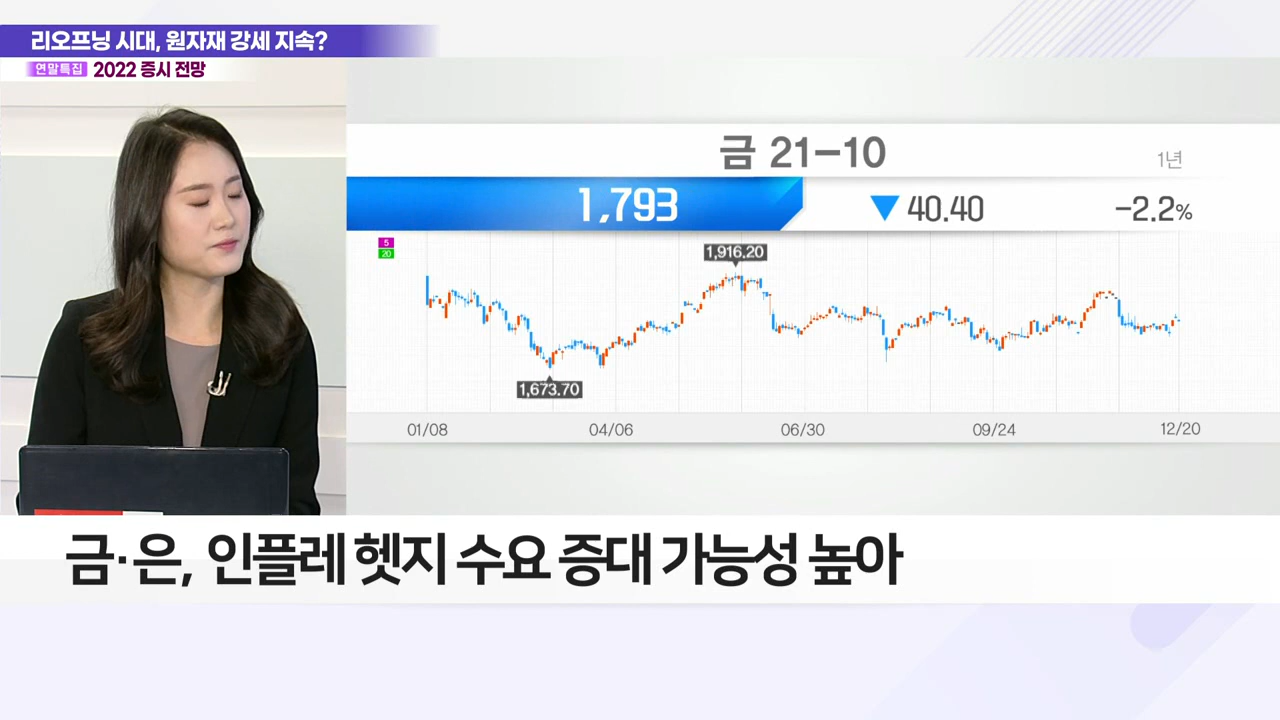 리오프닝 시대, 원자재 강세 지속?
연말특집 2022 증시 전망
금 21-10
1년
1,793 ▼ 40.40 -2.2%
5
20
1,916.20
1,673.70
01/08 04/06 06/30 09/24 12/20
금·은, 인플레 헷지 수요 증대 가능성 높아